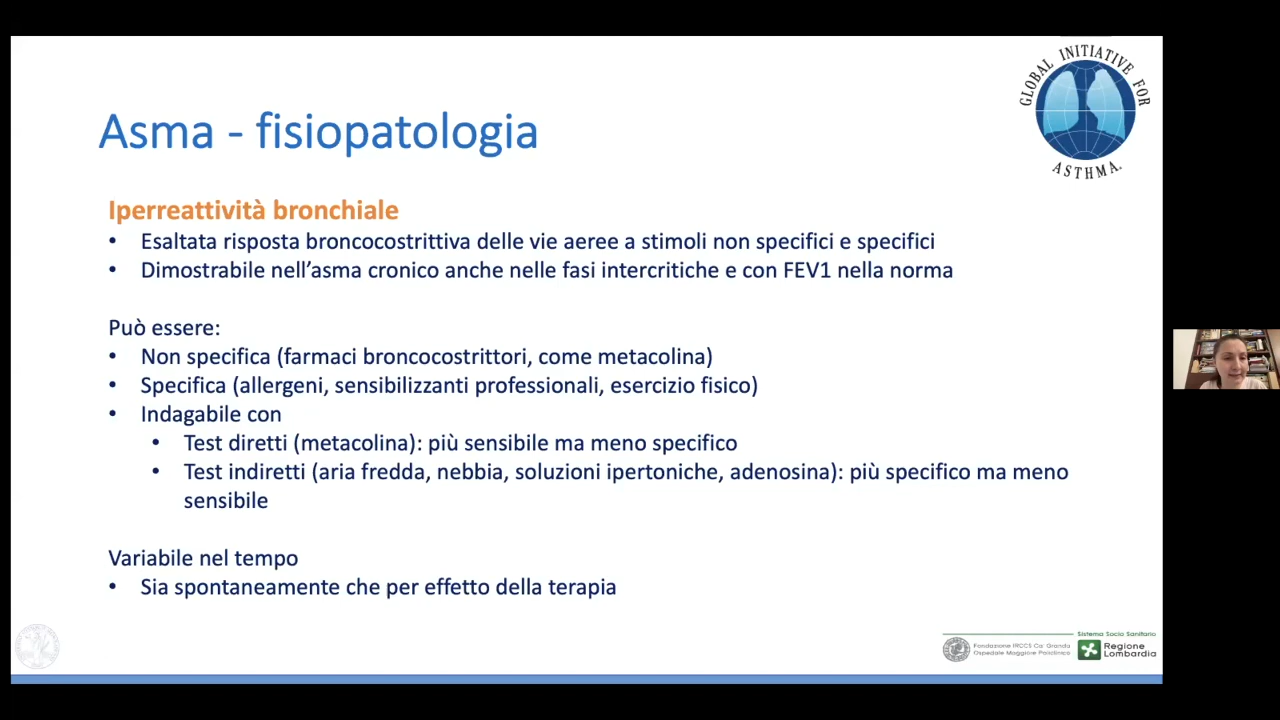 GLOBAL INITIATIVE FOR
ASTHMA.
Asma - fisiopatologia
Iperreattività bronchiale
• Esaltata risposta broncocostrittiva delle vie aeree a stimoli non specifici e specifici
• Dimostrabile nell’asma cronico anche nelle fasi intercritiche e con FEV1 nella norma
Può essere:
• Non specifica (farmaci broncocostrittori, come metacolina)
• Specifica (allergeni, sensibilizzanti professionali, esercizio fisico)
• Indagabile con
• Test diretti (metacolina): più sensibile ma meno specifico
• Test indiretti (aria fredda, nebbia, soluzioni ipertoniche, adenosina): più specifico ma meno
sensibile
Variabile nel tempo
• Sia spontaneamente che per effetto della terapia
Fondazione IRCCS Ca' Granda
Ospedale Maggiore Policlinico
Sistema Socio Sanitario
Regione
Lombardia